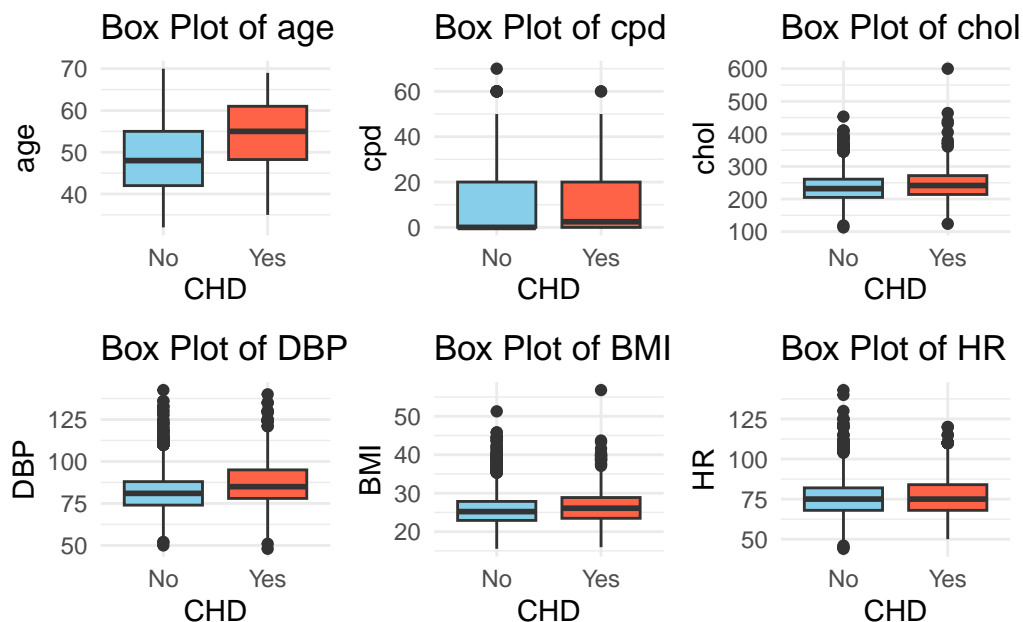 Box Plot of age
70
60
50
40
age
No Yes
CHD
Box Plot of cpd
60
40
20
0
cpd
No Yes
CHD
Box Plot of chol
600
500
400
300
200
100
chol
No Yes
CHD
Box Plot of DBP
125
100
75
50
DBP
No Yes
CHD
Box Plot of BMI
50
40
30
20
BMI
No Yes
CHD
Box Plot of HR
125
100
75
50
HR
No Yes
CHD